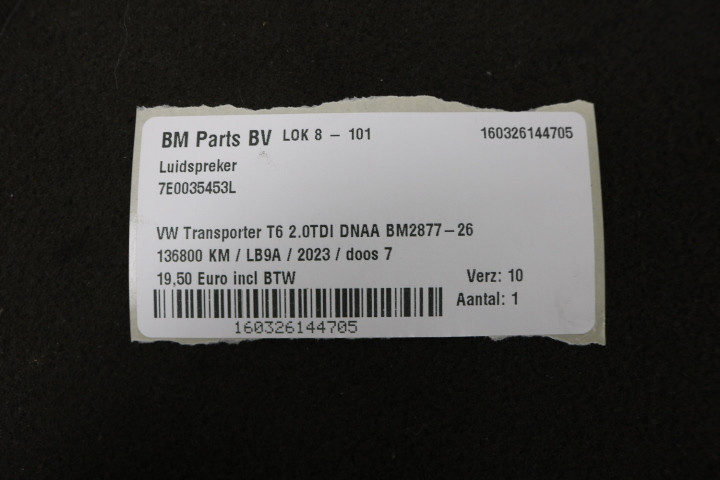 BM Parts BV LOK 8 - 101 160326144705
Luidspreker
7E0035453L
VW Transporter T6 2.0TDI DNAA BM2877-26
136800 KM / LB9A / 2023 / doos 7
19,50 Euro incl BTW Verz: 10
Aantal: 1
160326144705